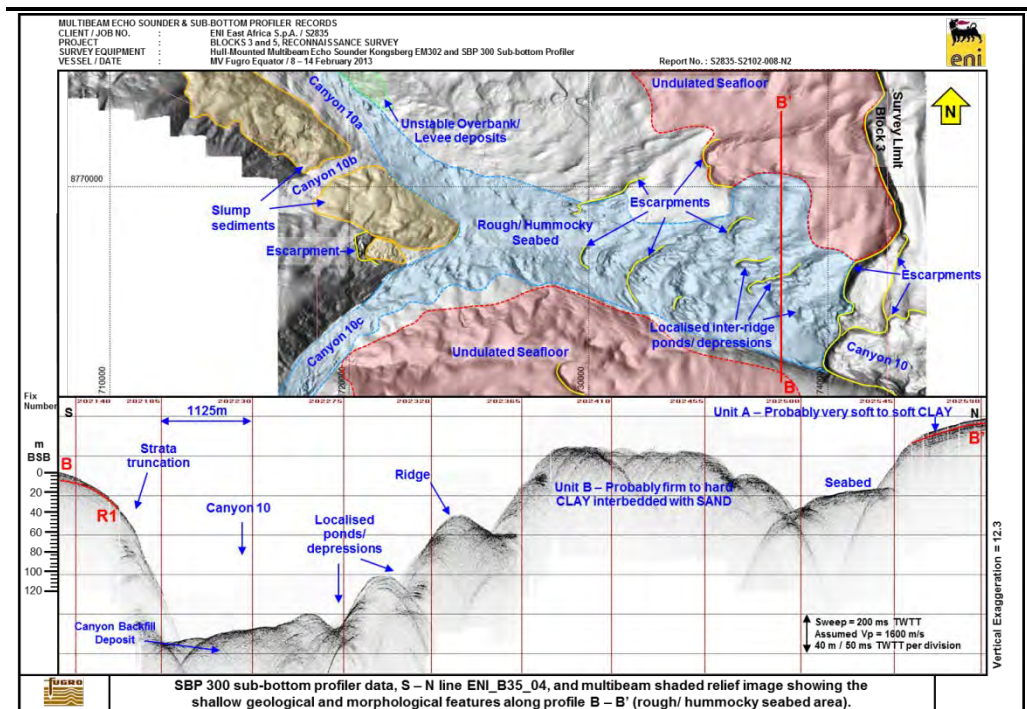 MULTIBEAM ECHO SOUNDER & SUB-BOTTOM PROFILER RECORDS
CLIENT / JOB NO. : ENI East Africa S.p.A. / S2835
PROJECT : BLOCKS 3 and 5, RECONNAISSANCE SURVEY
SURVEY EQUIPMENT : Hull-Mounted Multibeam Echo Sounder Kongsberg EM302 and SBP 300 Sub-bottom Profiler
VESSEL / DATE : MV Fugro Equator / 8 – 14 February 2013
Report No. : S2835-S2102-008-N2
eni
N
Canyon 10a
Unstable Overbank/
Levee deposits
Undulated Seafloor
B'
Survey Limit
Block 3
8770000
Canyon 10b
Slump
sediments
Escarpment
Rough/ Hummocky
Seabed
Escarpments
Escarpments
Localised inter-ridge
ponds/ depressions
Canyon 10c
Undulated Seafloor
Canyon 10
B
710000
720000
730000
740000
Fix
Number
S
202140
202185
202230
202275
202320
202365
202410
202455
202500
202545
202590
N
1125m
Unit A – Probably very soft to soft CLAY
B'
m
BSB
B
0
20
40
60
80
100
120
R1
Strata
truncation
Canyon 10
Localised
ponds/
depressions
Ridge
Unit B – Probably firm to hard
CLAY interbedded with SAND
Seabed
Canyon Backfill
Deposit
Sweep = 200 ms TWTT
Assumed Vp = 1600 m/s
40 m / 50 ms TWTT per division
Vertical Exaggeration = 12.3
FUGRO
SBP 300 sub-bottom profiler data, S – N line ENI_B35_04, and multibeam shaded relief image showing the
shallow geological and morphological features along profile B – B' (rough/ hummocky seabed area).